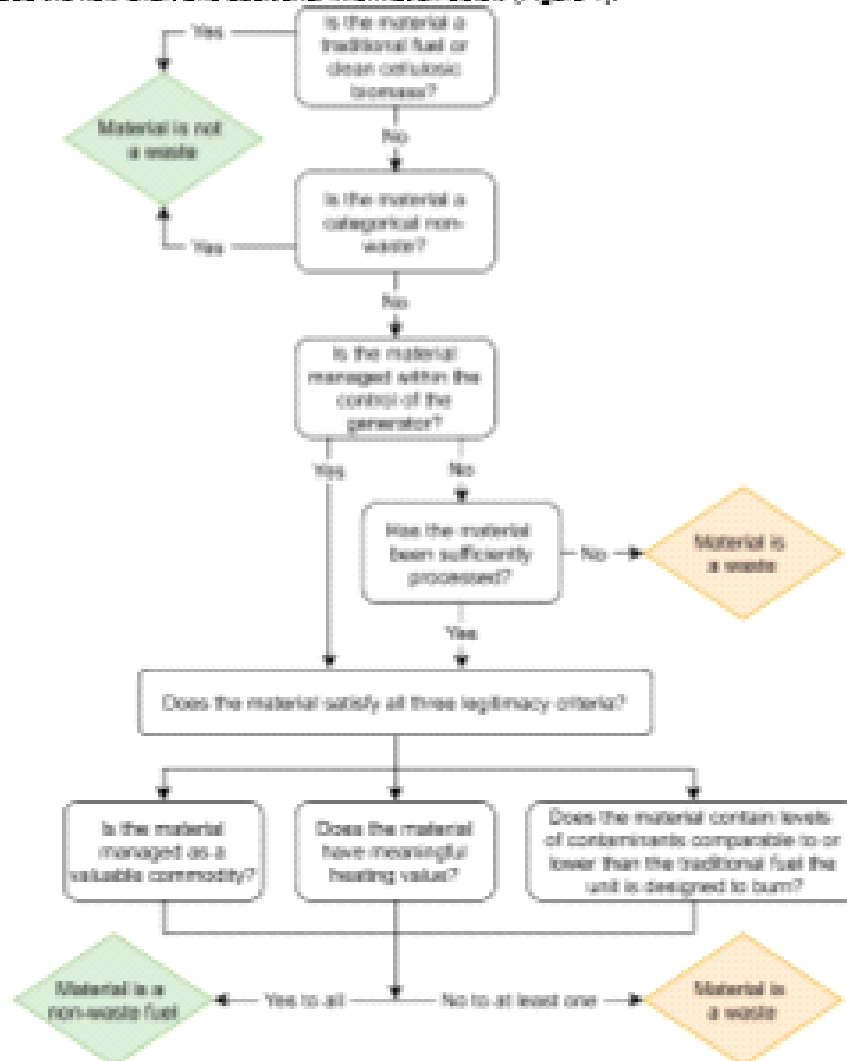 Is the material a
traditional fuel or
clean cellulosic
biomass?
Yes
No
Material is not
a waste
Is the material a
categorical non-
waste?
Yes
No
Is the material
managed within the
control of the
generator?
Yes
No
Has the material
been sufficiently
processed?
No
Material is
a waste
Yes
Does the material satisfy all three legitimacy criteria?
Is the material
managed as a
valuable commodity?
Does the material
have meaningful
heating value?
Does the material contain levels
of contaminants comparable to or
lower than the traditional fuel the
unit is designed to burn?
Material is a
non-waste fuel
Yes to all
No to at least one
Material is
a waste